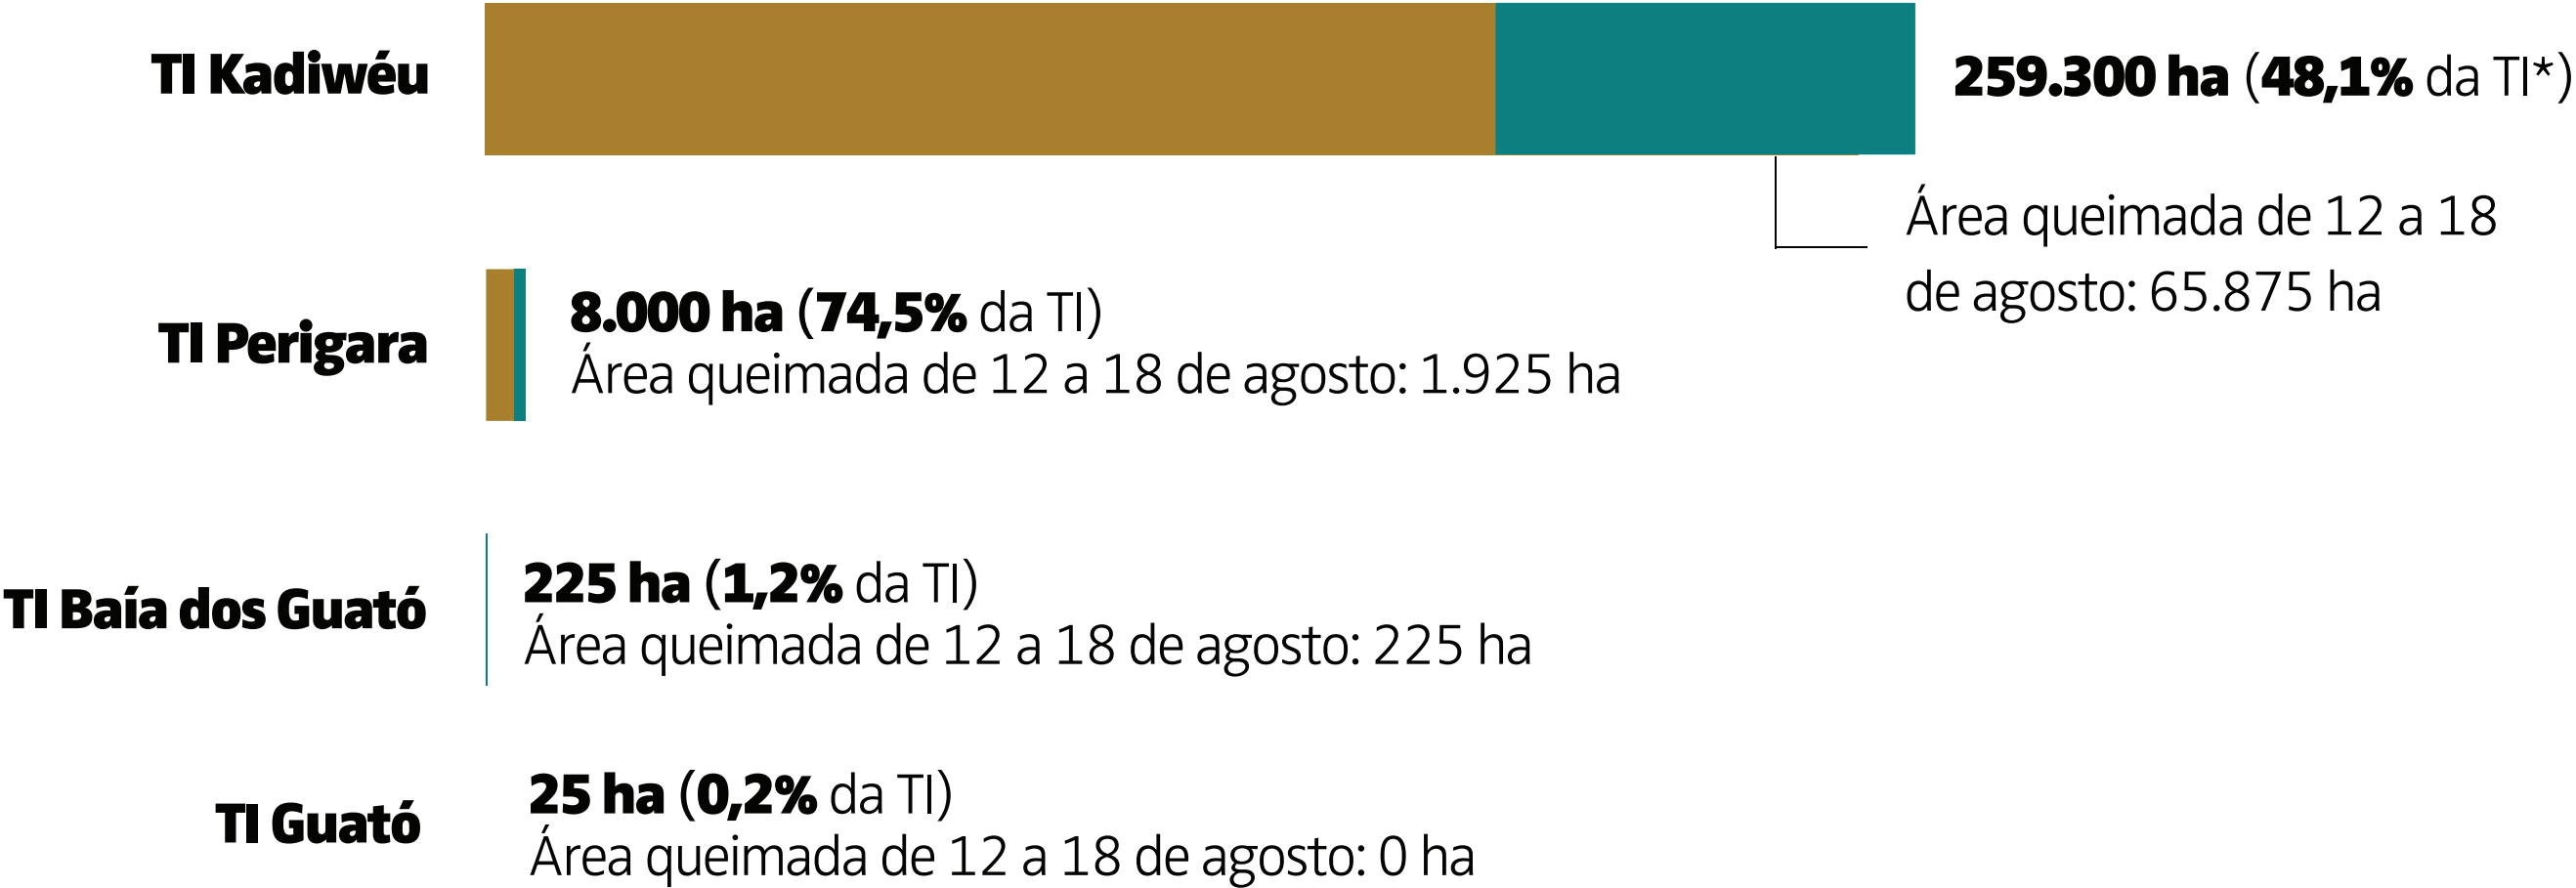 TI Kadiwéu
259.300 ha (48,1% da TI*)
Área queimada de 12 a 18
de agosto: 65.875 ha
TI Perigara
8.000 ha (74,5% da TI)
Área queimada de 12 a 18 de agosto: 1.925 ha
TI Baía dos Guató
225 ha (1,2% da TI)
Área queimada de 12 a 18 de agosto: 225 ha
TI Guató
25 ha (0,2% da TI)
Área queimada de 12 a 18 de agosto: 0 ha